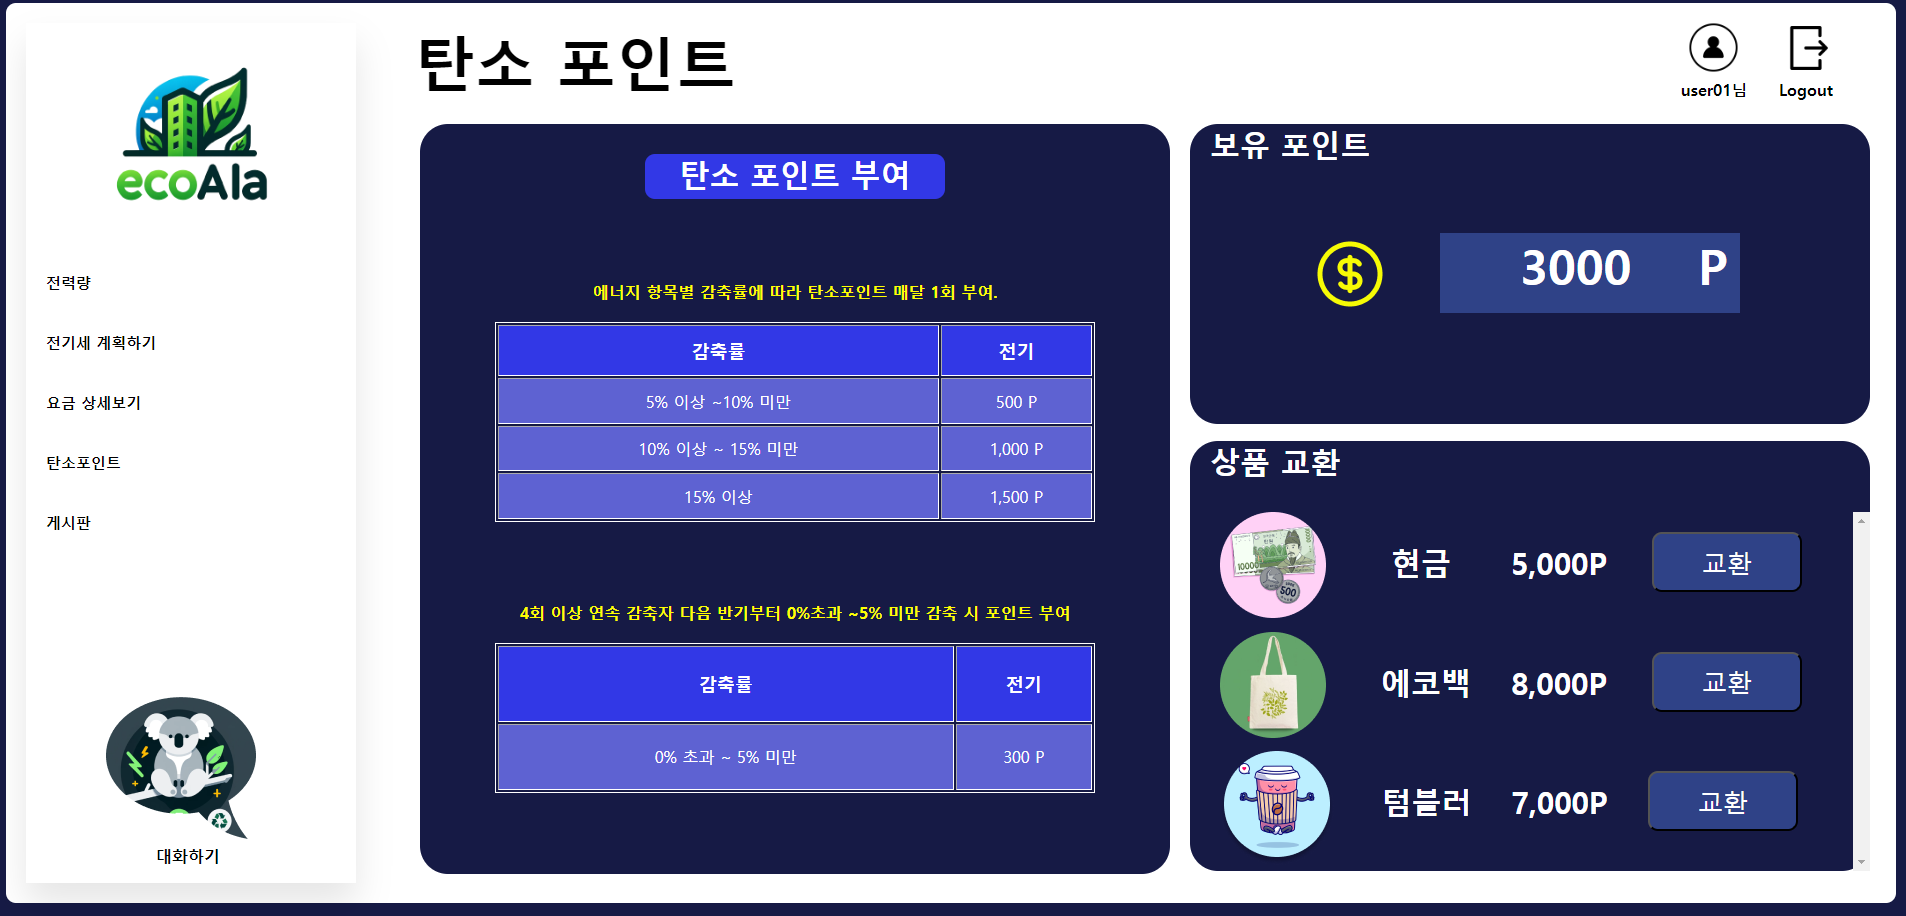 ecoAla
전력량
전기세 계획하기
요금 상세보기
탄소포인트
게시판
대화하기
탄소 포인트
user01님
Logout
탄소 포인트 부여
에너지 항목별 감축률에 따라 탄소포인트 매달 1회 부여.
감축률 전기
5% 이상 ~10% 미만 500 P
10% 이상 ~ 15% 미만 1,000 P
15% 이상 1,500 P
4회 이상 연속 감축자 다음 반기부터 0%초과 ~5% 미만 감축 시 포인트 부여
감축률 전기
0% 초과 ~ 5% 미만 300 P
보유 포인트
3000 P
상품 교환
현금 5,000P 교환
에코백 8,000P 교환
텀블러 7,000P 교환